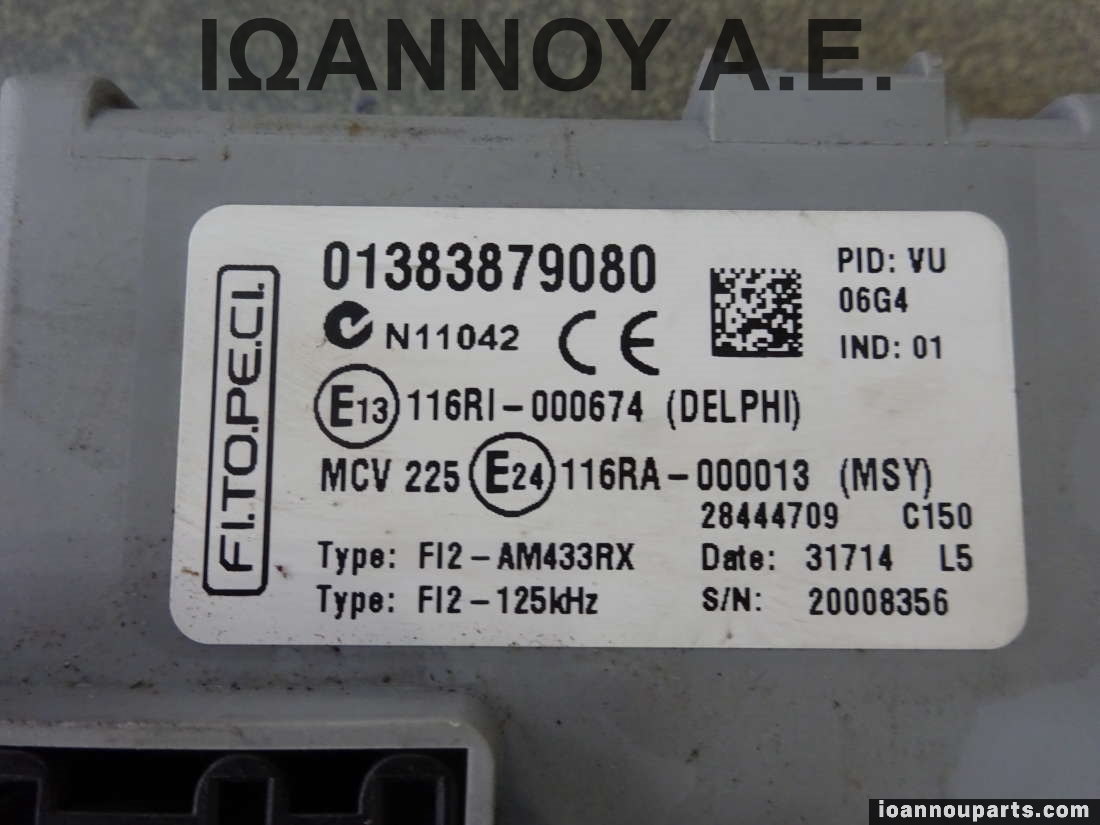 ΙΩΑΝΝΟΥ Α.Ε.
FI.TO.PE.CI.
01383879080
N11042 CE
PID: VU
06G4
IND: 01
E13 116RI-000674 (DELPHI)
MCV 225 E24 116RA-000013 (MSY)
28444709 C150
Type: FI2-AM433RX Date: 31714 L5
Type: FI2-125kHz S/N: 20008356
ioannouparts.com